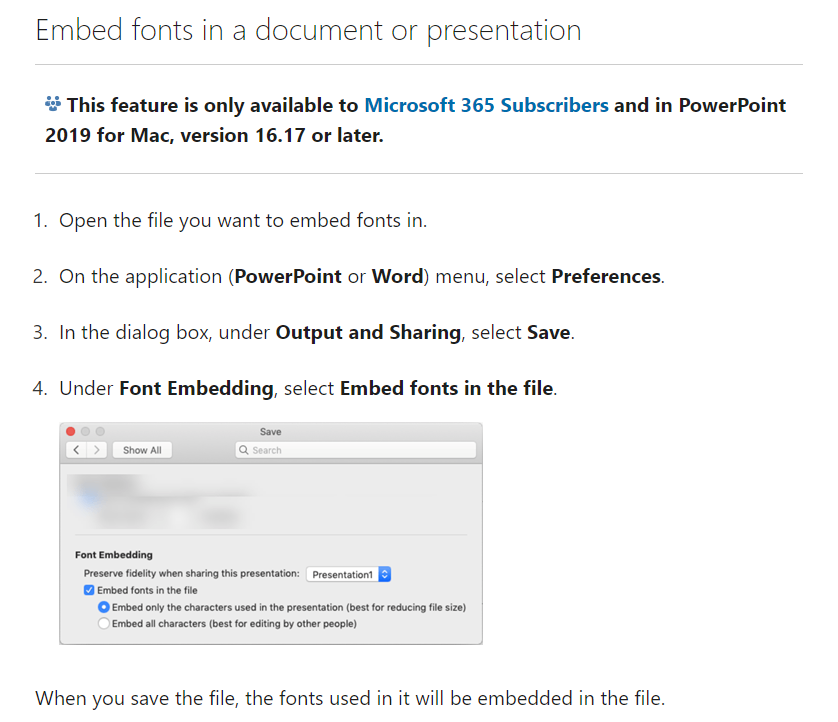 Embed fonts in a document or presentation
This feature is only available to Microsoft 365 Subscribers and in PowerPoint
2019 for Mac, version 16.17 or later.
1. Open the file you want to embed fonts in.
2. On the application (PowerPoint or Word) menu, select Preferences.
3. In the dialog box, under Output and Sharing, select Save.
4. Under Font Embedding, select Embed fonts in the file.
Save
Show All
Search
Font Embedding
Preserve fidelity when sharing this presentation: Presentation1
Embed fonts in the file
Embed only the characters used in the presentation (best for reducing file size)
Embed all characters (best for editing by other people)
When you save the file, the fonts used in it will be embedded in the file.